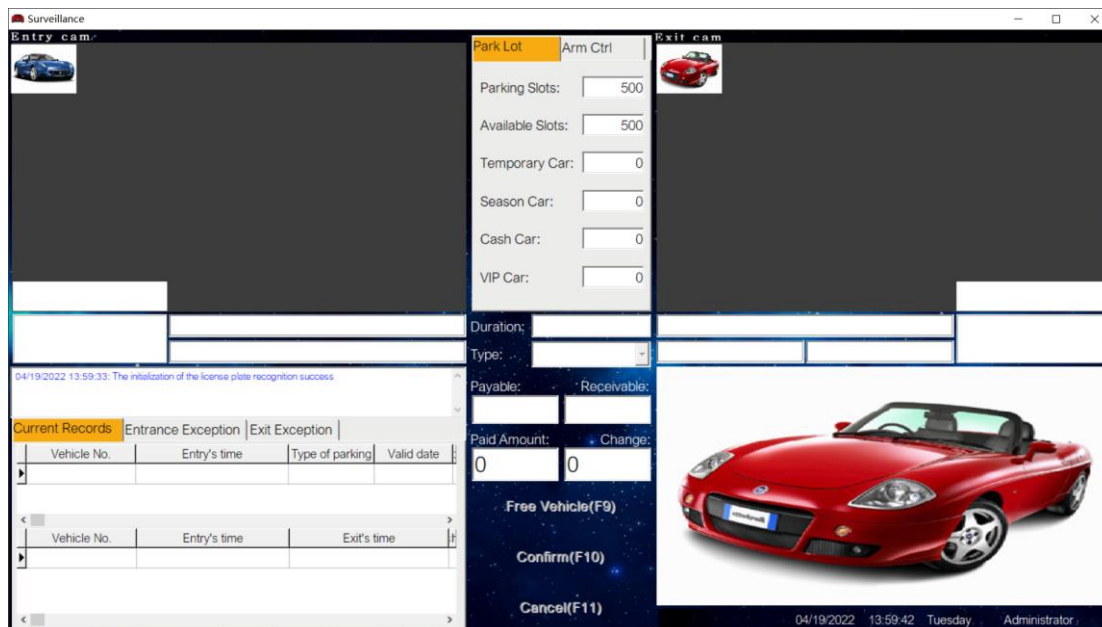 Surveillance
Entry cam
Park Lot Arm Ctrl
Exit cam
Parking Slots: 500
Available Slots: 500
Temporary Car: 0
Season Car: 0
Cash Car: 0
VIP Car: 0
Duration:
Type:
04/19/2022 13:59:33: The initialization of the license plate recognition success
Payable: Receivable:
Current Records Entrance Exception Exit Exception
Paid Amount: Change:
0 0
Vehicle No. Entry's time Type of parking Valid date
Free Vehicle(F9)
Vehicle No. Entry's time Exit's time
Confirm(F10)
Cancel(F11)
04/19/2022 13:59:42 Tuesday Administrator